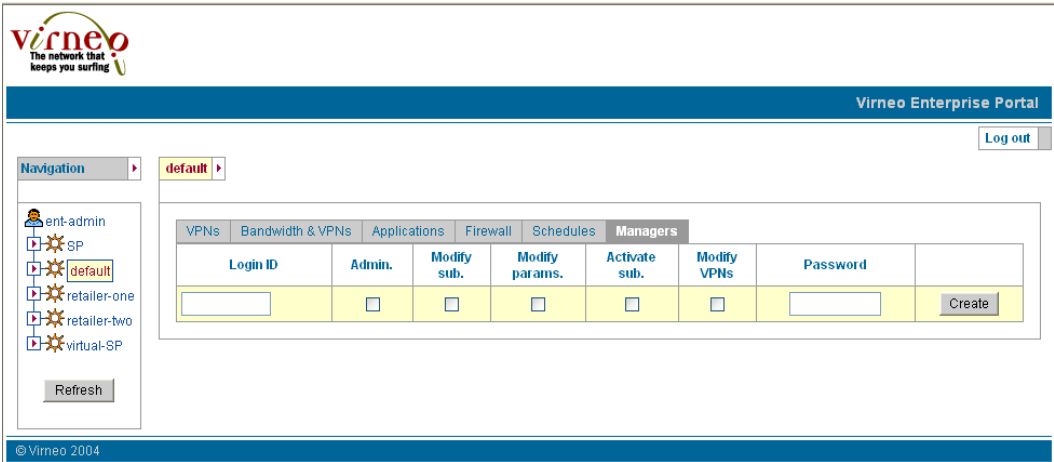 Virneo
The network that
keeps you surfing
Virneo Enterprise Portal
Log out
Navigation
default
ent-admin
SP
default
retailer-one
retailer-two
virtual-SP
Refresh
VPNs Bandwidth & VPNs Applications Firewall Schedules Managers
Login ID Admin. Modify sub. Modify params. Activate sub. Modify VPNs Password
Create
© Virneo 2004